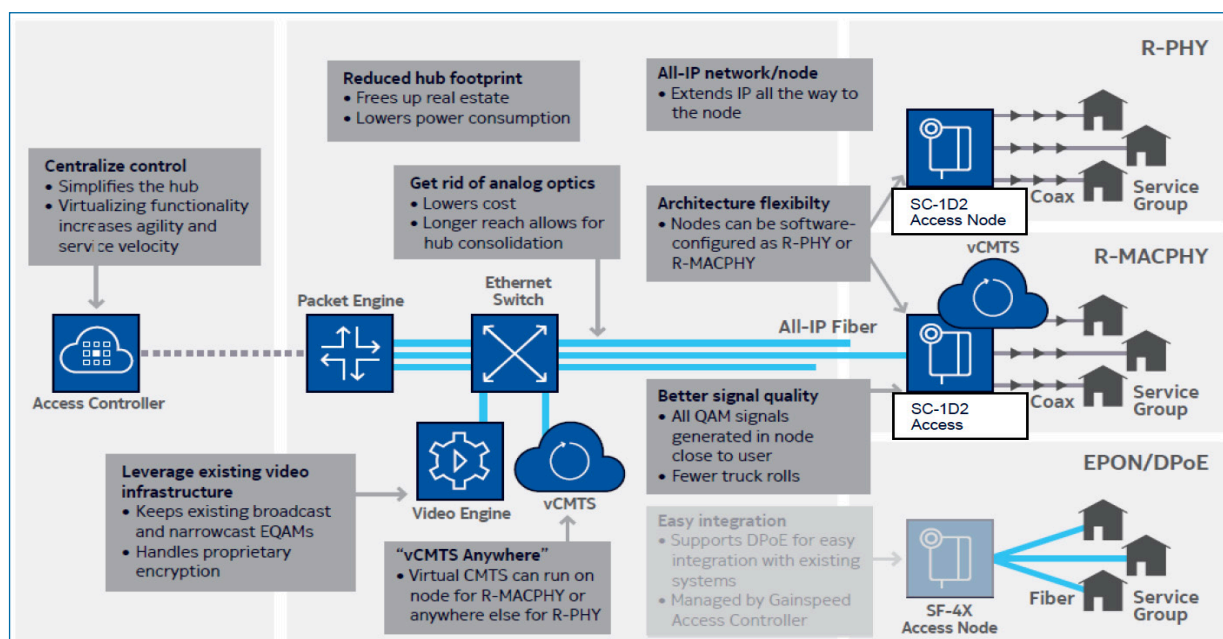 R-PHY
Reduced hub footprint
• Frees up real estate
• Lowers power consumption
All-IP network/node
• Extends IP all the way to
the node
Centralize control
• Simplifies the hub
• Virtualizing functionality
increases agility and
service velocity
Get rid of analog optics
• Lowers cost
• Longer reach allows for
hub consolidation
Architecture flexibilty
• Nodes can be software-
configured as R-PHY or
R-MACPHY
SC-1D2
Access Node
Coax
Service
Group
vCMTS
R-MACPHY
Packet Engine
Ethernet
Switch
All-IP Fiber
Access Controller
SC-1D2
Access
Coax
Service
Group
Better signal quality
• All QAM signals
generated in node
close to user
• Fewer truck rolls
Leverage existing video
infrastructure
• Keeps existing broadcast
and narrowcast EQAMs
• Handles proprietary
encryption
Video Engine
vCMTS
EPON/DPoE
"vCMTS Anywhere"
• Virtual CMTS can run on
node for R-MACPHY or
anywhere else for R-PHY
Easy integration
• Supports DPoE for easy
integration with existing
systems
• Managed by Gainspeed
Access Controller
SF-4X
Access Node
Fiber
Service
Group